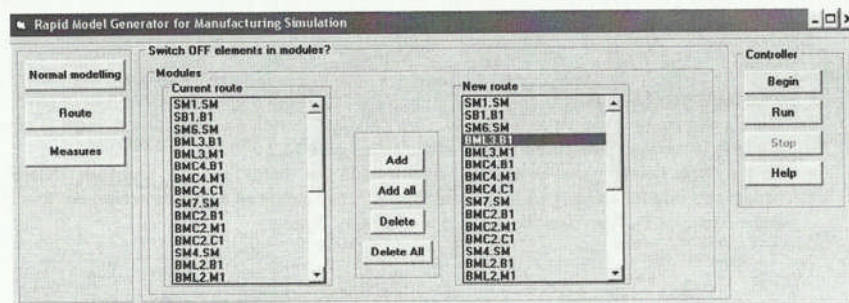 Rapid Model Generator for Manufacturing Simulation
Switch OFF elements in modules?
Normal modelling
Route
Measures
Modules
Current route
SM1.SM
SB1.B1
SM6.SM
BML3.B1
BML3.M1
BMC4.B1
BMC4.M1
BMC4.C1
SM7.SM
BMC2.B1
BMC2.M1
BMC2.C1
SM4.SM
BML2.B1
BML2.M1
Add
Add all
Delete
Delete All
New route
SM1.SM
SB1.B1
SM6.SM
BML3.B1
BML3.M1
BMC4.B1
BMC4.M1
BMC4.C1
SM7.SM
BMC2.B1
BMC2.M1
BMC2.C1
SM4.SM
BML2.B1
BML2.M1
Controller
Begin
Run
Stop
Help